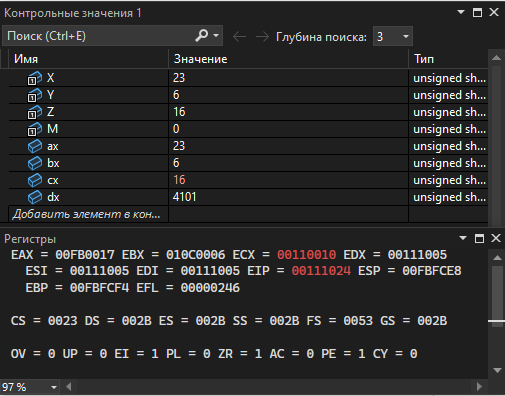 Контрольные значения 1
Поиск (Ctrl+E) Глубина поиска: 3
Имя Значение Тип
X 23 unsigned sh...
Y 6 unsigned sh...
Z 16 unsigned sh...
M 0 unsigned sh...
ax 23 unsigned sh...
bx 6 unsigned sh...
cx 16 unsigned sh...
dx 4101 unsigned sh...
Добавить элемент в кон...
Регистры
EAX = 00FB0017 EBX = 010C0006 ECX = 00110010 EDX = 00111005
ESI = 00111005 EDI = 00111005 EIP = 00111024 ESP = 00FBFCE8
EBP = 00FBFCF4 EFL = 00000246
CS = 0023 DS = 002B ES = 002B SS = 002B FS = 0053 GS = 002B
OV = 0 UP = 0 EI = 1 PL = 0 ZR = 1 AC = 0 PE = 1 CY = 0
97 %